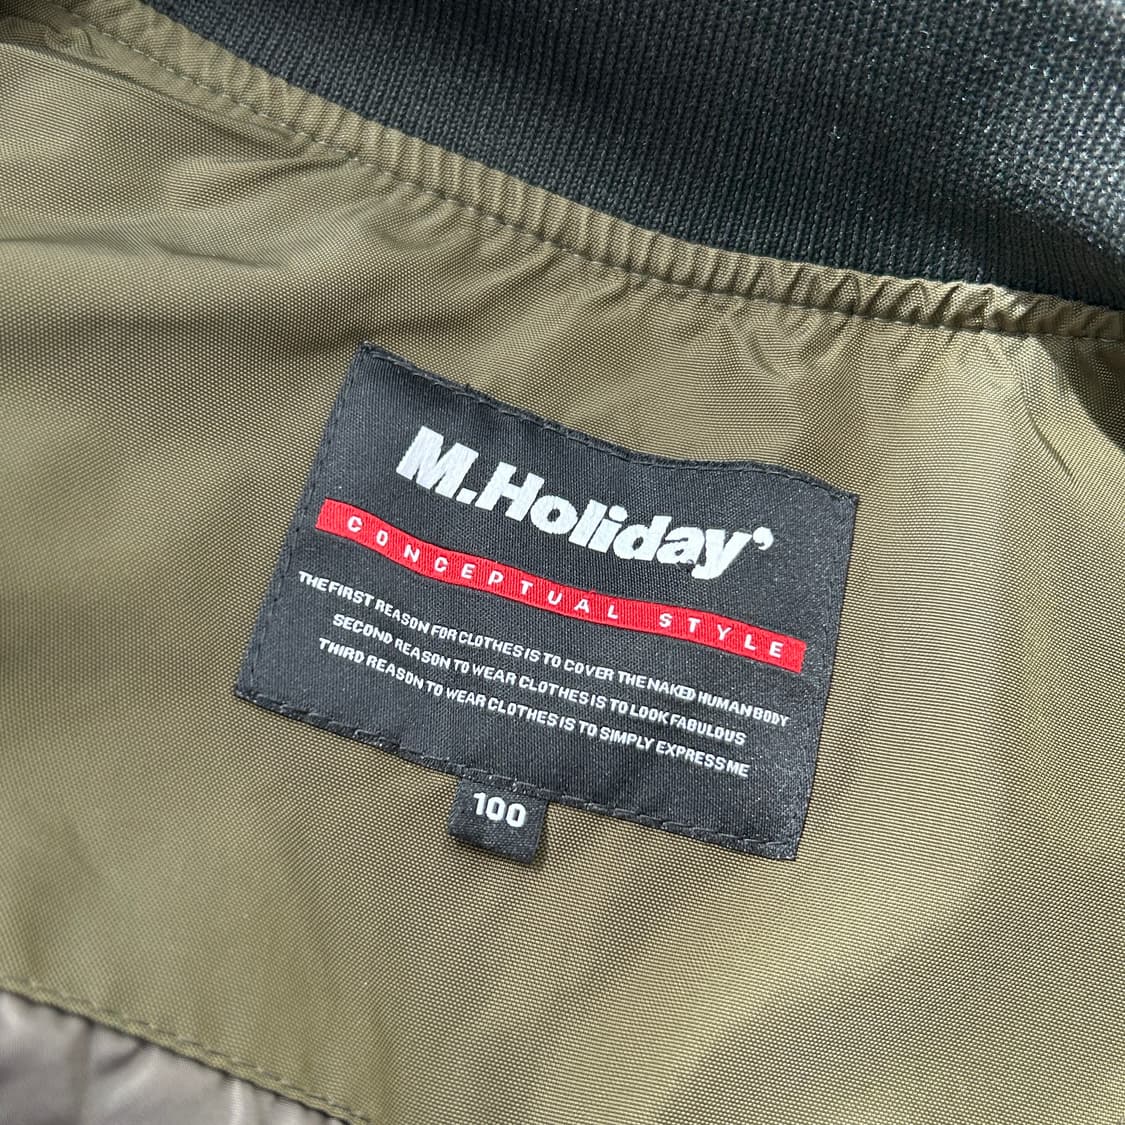 M.Holiday'
CONCEPTUAL STYLE
THE FIRST REASON FOR CLOTHES IS TO COVER THE NAKED HUMAN BODY
SECOND REASON TO WEAR CLOTHES IS TO LOOK FABULOUS
THIRD REASON TO WEAR CLOTHES IS TO SIMPLY EXPRESS ME
100